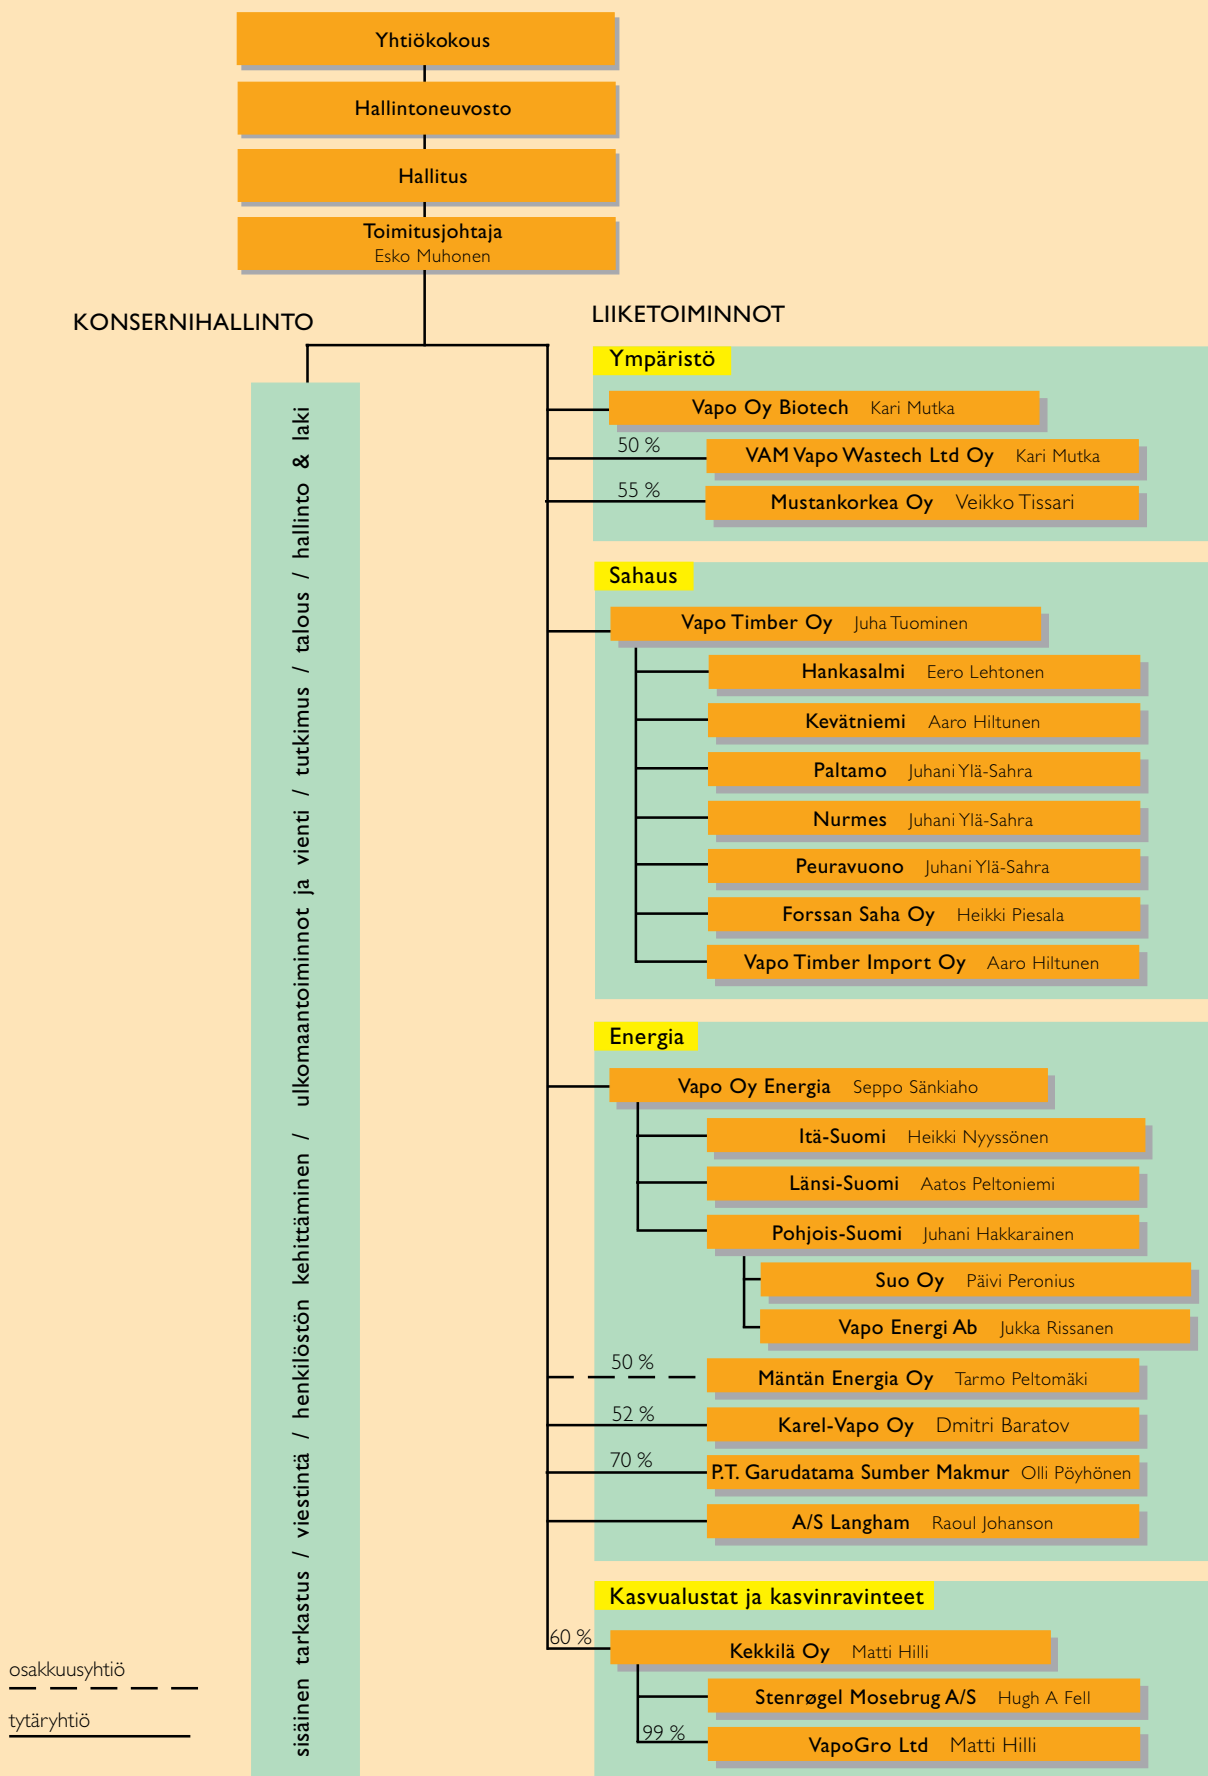 Yhtiökokous
Hallintoneuvosto
Hallitus
Toimitusjohtaja
Esko Muhonen
KONSERNIHALLINTO
sisäinen tarkastus / viestintä / henkilöstön kehittäminen / ulkomaantoiminnot ja vienti / tutkimus / talous / hallinto & laki
LIIKETOIMINNOT
Ympäristö
Vapo Oy Biotech Kari Mutka
50 % VAM Vapo Wastech Ltd Oy Kari Mutka
55 % Mustankorkea Oy Veikko Tissari
Sahaus
Vapo Timber Oy Juha Tuominen
Hankasalmi Eero Lehtonen
Kevätniemi Aaro Hiltunen
Paltamo Juhani Ylä-Sahra
Nurmes Juhani Ylä-Sahra
Peuravuono Juhani Ylä-Sahra
Forssan Saha Oy Heikki Piesala
Vapo Timber Import Oy Aaro Hiltunen
Energia
Vapo Oy Energia Seppo Sänkiaho
Itä-Suomi Heikki Nyyssönen
Länsi-Suomi Aatos Peltoniemi
Pohjois-Suomi Juhani Hakkarainen
Suo Oy Päivi Peronius
Vapo Energi Ab Jukka Rissanen
50 % Mäntän Energia Oy Tarmo Peltomäki
52 % Karel-Vapo Oy Dmitri Baratov
70 % P.T. Garudatama Sumber Makmur Olli Pöyhönen
A/S Langham Raoul Johanson
Kasvualustat ja kasvinravinteet
60 % Kekkilä Oy Matti Hilli
Stenrøgel Mosebrug A/S Hugh A Fell
99 % VapoGro Ltd Matti Hilli
osakkuusyhtiö
tytäryhtiö